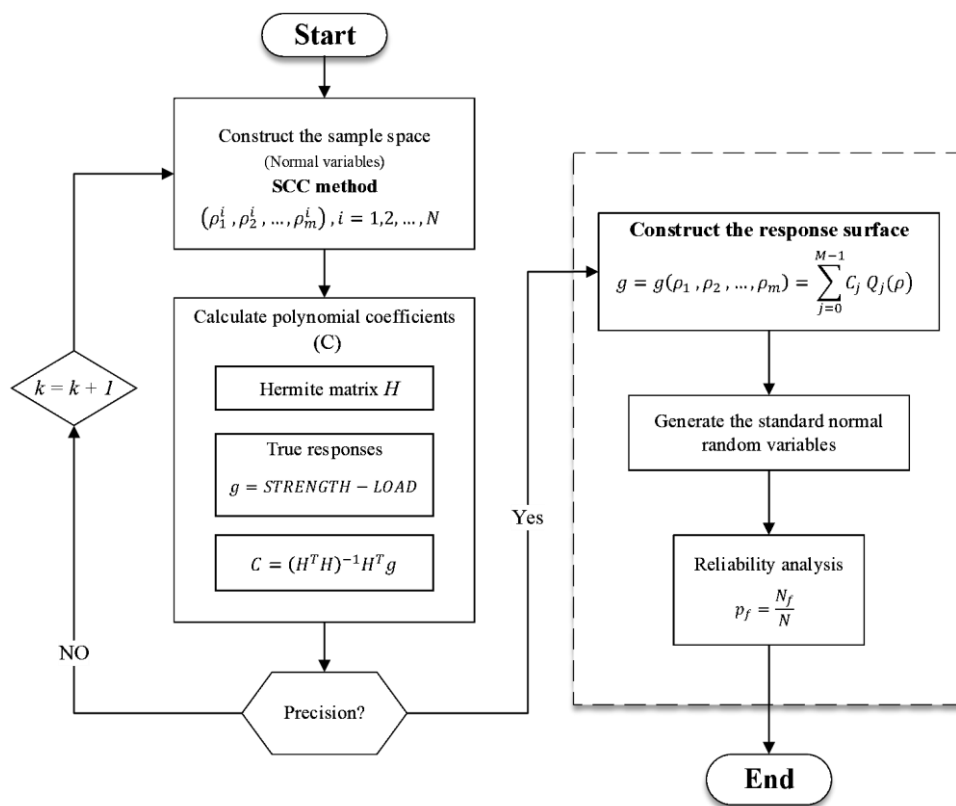 Start
Construct the sample space
(Normal variables)
SCC method
(ρ₁ⁱ , ρ₂ⁱ , …, ρₘⁱ) , i = 1,2, …, N
Calculate polynomial coefficients
(C)
Hermite matrix H
True responses
g = STRENGTH − LOAD
C = (HᵀH)⁻¹Hᵀg
Precision?
NO
k = k + 1
Yes
Construct the response surface
g = g(ρ₁ , ρ₂ , …, ρₘ) = ∑_{j=0}^{M−1} Cⱼ Qⱼ(ρ)
Generate the standard normal
random variables
Reliability analysis
p_f = N_f/N
End